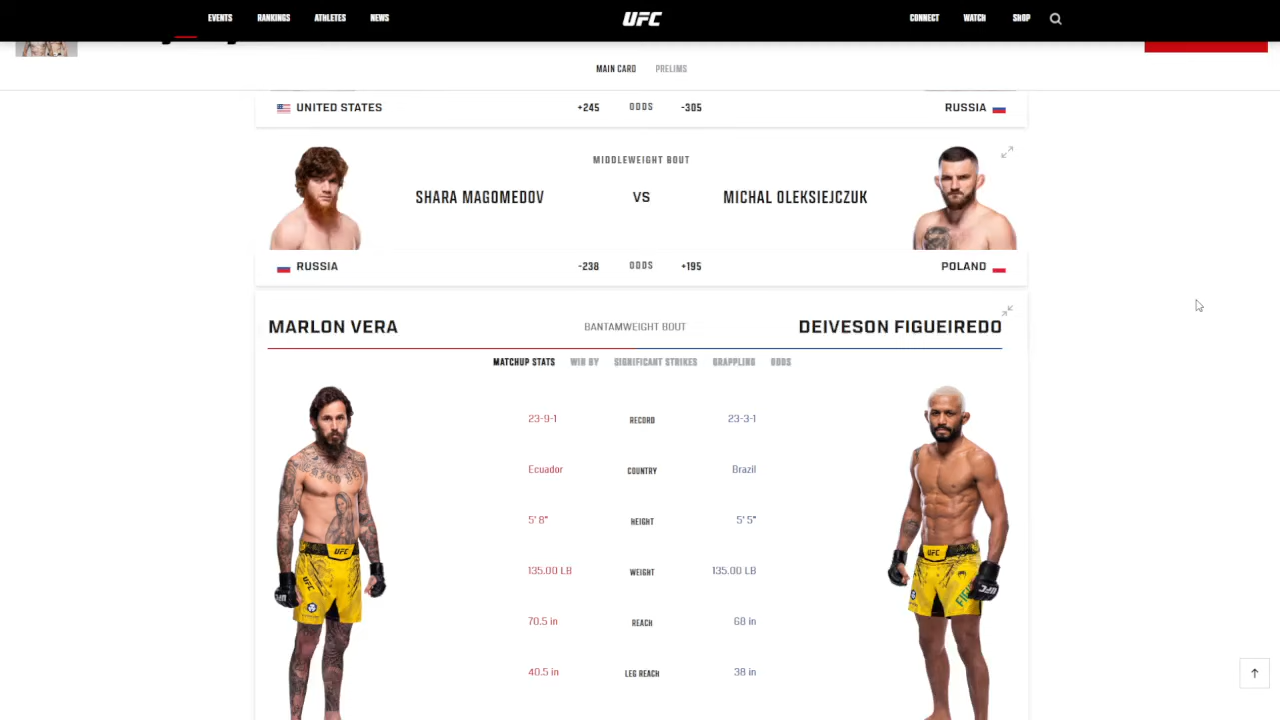 EVENTS RANKINGS ATHLETES NEWS UFC CONNECT WATCH SHOP
MAIN CARD PRELIMS
UNITED STATES +245 ODDS -305 RUSSIA
MIDDLEWEIGHT BOUT
SHARA MAGOMEDOV VS MICHAL OLEKSIEJCZUK
RUSSIA -238 ODDS +195 POLAND
MARLON VERA BANTAMWEIGHT BOUT DEIVESON FIGUEIREDO
MATCHUP STATS WIN BY SIGNIFICANT STRIKES GRAPPLING ODDS
23-9-1 RECORD 23-3-1
Ecuador COUNTRY Brazil
5' 8" HEIGHT 5' 5"
135.00 LB WEIGHT 135.00 LB
70.5 in REACH 68 in
40.5 in LEG REACH 38 in